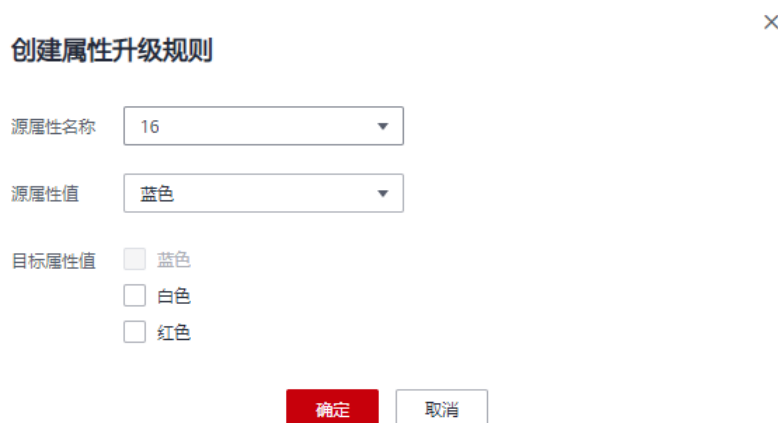 创建属性升级规则
源属性名称 16
源属性值 蓝色
目标属性值 蓝色
白色
红色
确定 取消